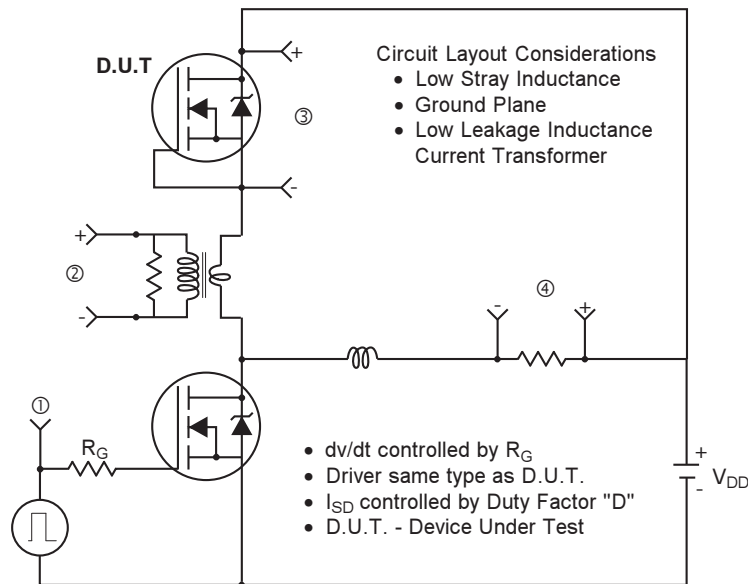 D.U.T
+
③
-
Circuit Layout Considerations
• Low Stray Inductance
• Ground Plane
• Low Leakage Inductance
Current Transformer
+
②
-
④
-
+
①
R_G
• dv/dt controlled by R_G
• Driver same type as D.U.T.
• I_SD controlled by Duty Factor "D"
• D.U.T. - Device Under Test
+
V_DD
-